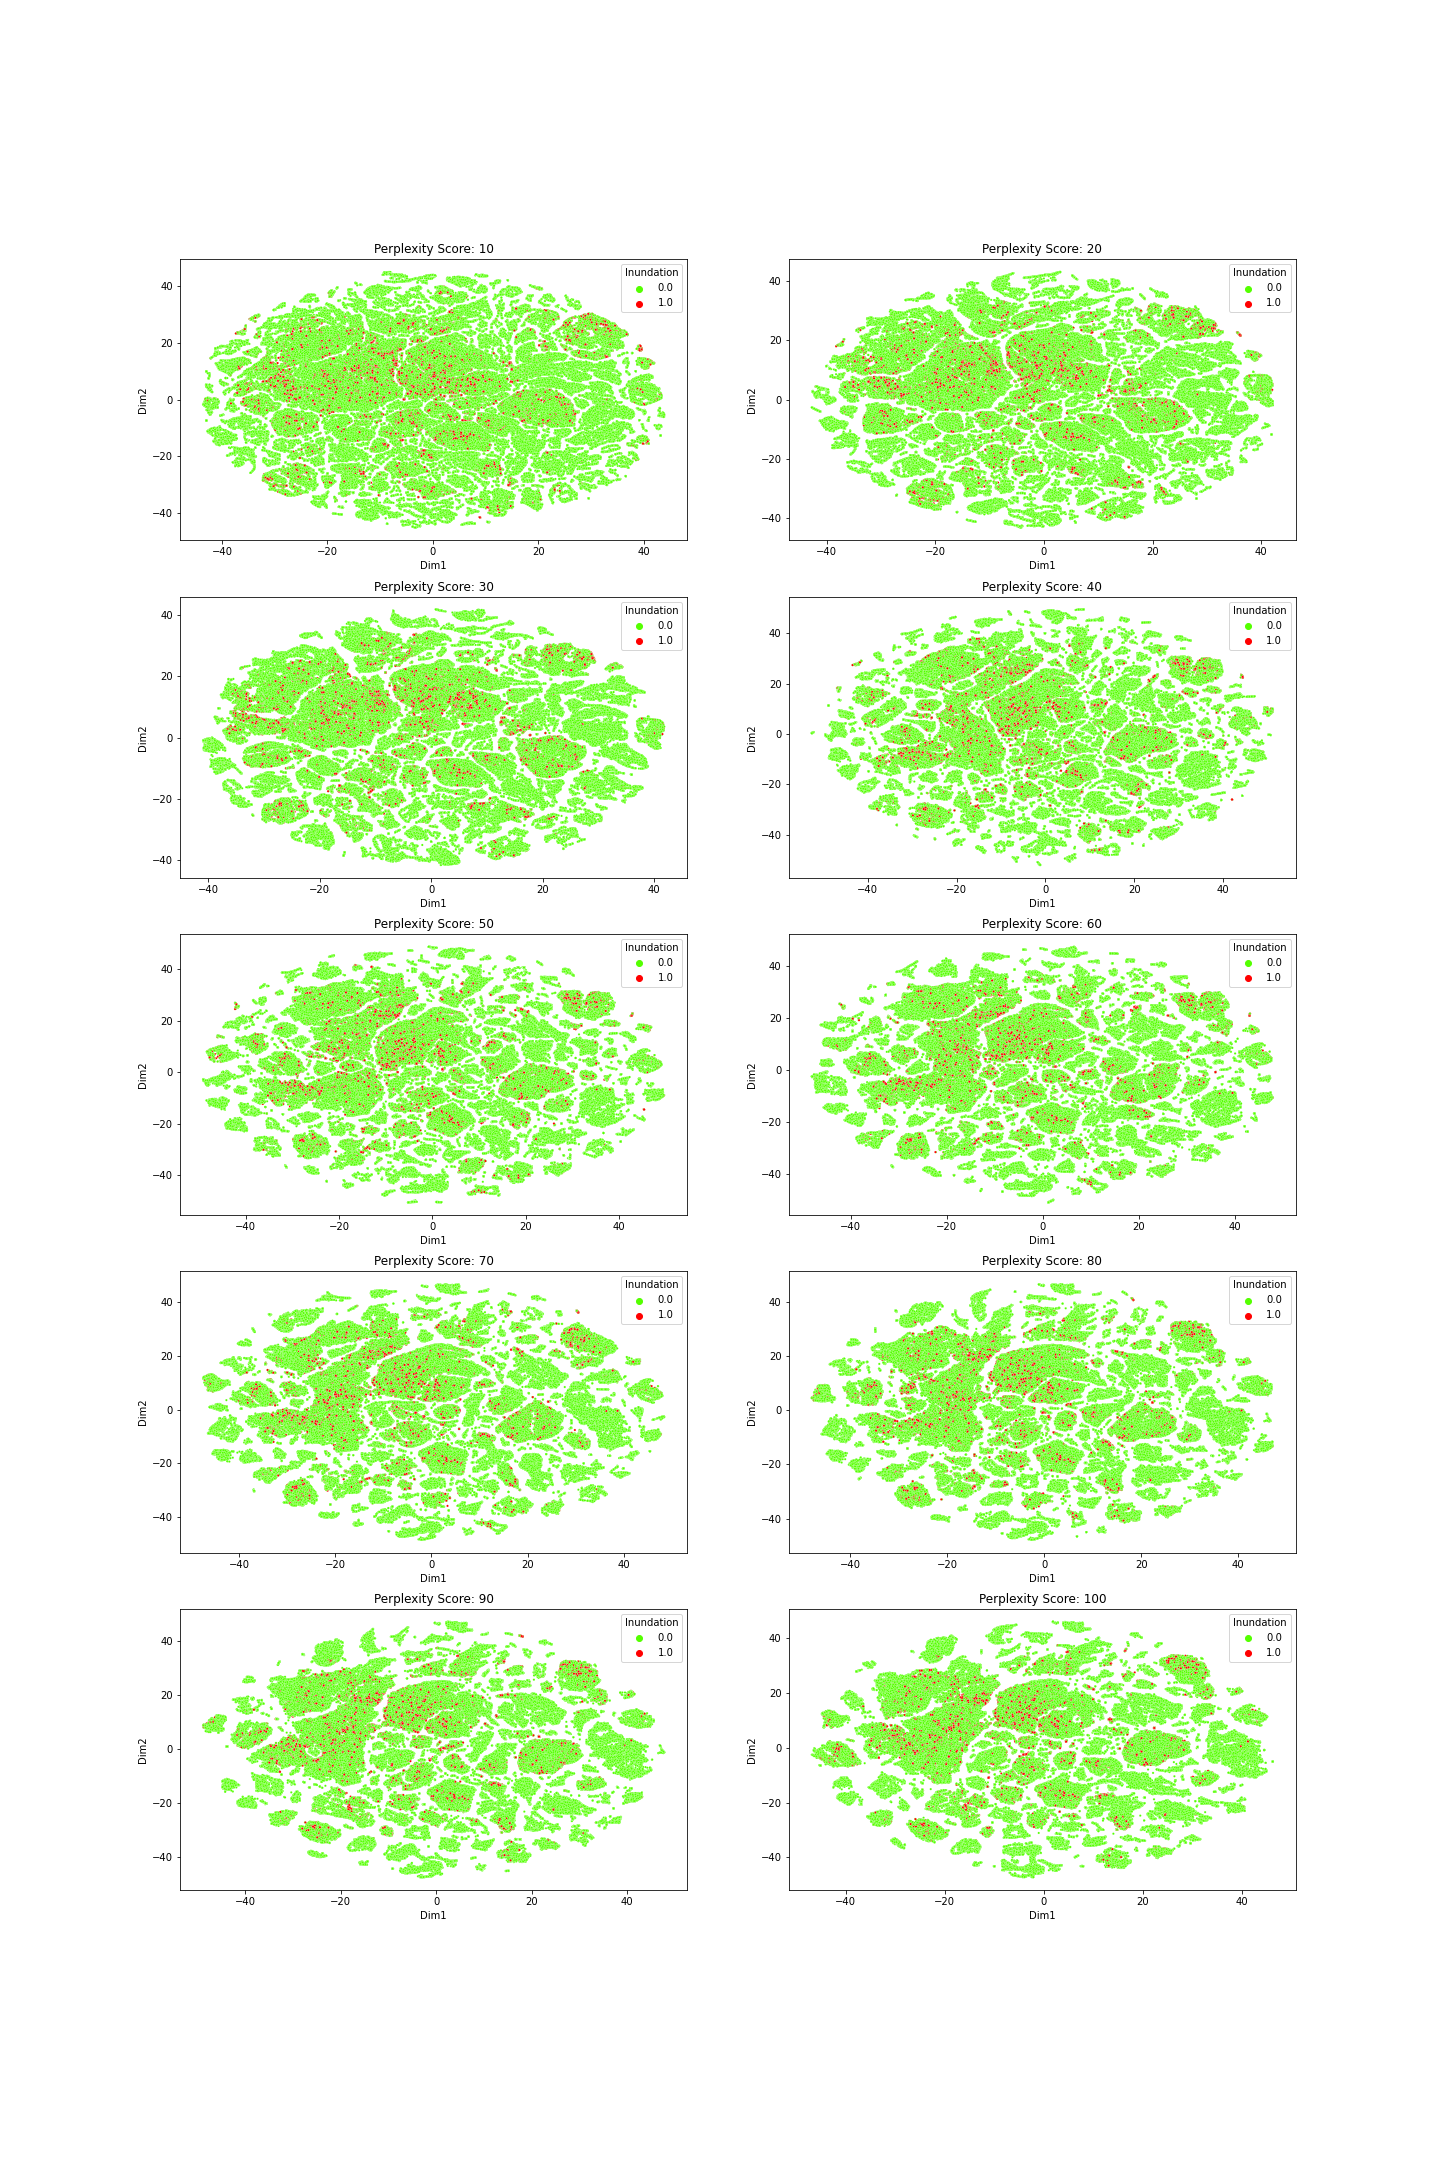 Perplexity Score: 10
Inundation
0.0
1.0
40
20
0
−20
−40
Dim2
−40 −20 0 20 40
Dim1
Perplexity Score: 20
Inundation
0.0
1.0
40
20
0
−20
−40
Dim2
−40 −20 0 20 40
Dim1
Perplexity Score: 30
Inundation
0.0
1.0
40
20
0
−20
−40
Dim2
−40 −20 0 20 40
Dim1
Perplexity Score: 40
Inundation
0.0
1.0
40
20
0
−20
−40
Dim2
−40 −20 0 20 40
Dim1
Perplexity Score: 50
Inundation
0.0
1.0
40
20
0
−20
−40
Dim2
−40 −20 0 20 40
Dim1
Perplexity Score: 60
Inundation
0.0
1.0
40
20
0
−20
−40
Dim2
−40 −20 0 20 40
Dim1
Perplexity Score: 70
Inundation
0.0
1.0
40
20
0
−20
−40
Dim2
−40 −20 0 20 40
Dim1
Perplexity Score: 80
Inundation
0.0
1.0
40
20
0
−20
−40
Dim2
−40 −20 0 20 40
Dim1
Perplexity Score: 90
Inundation
0.0
1.0
40
20
0
−20
−40
Dim2
−40 −20 0 20 40
Dim1
Perplexity Score: 100
Inundation
0.0
1.0
40
20
0
−20
−40
Dim2
−40 −20 0 20 40
Dim1